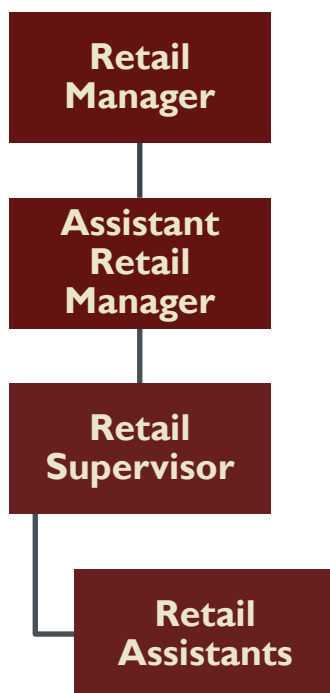 Retail
Manager
Assistant
Retail
Manager
Retail
Supervisor
Retail
Assistants